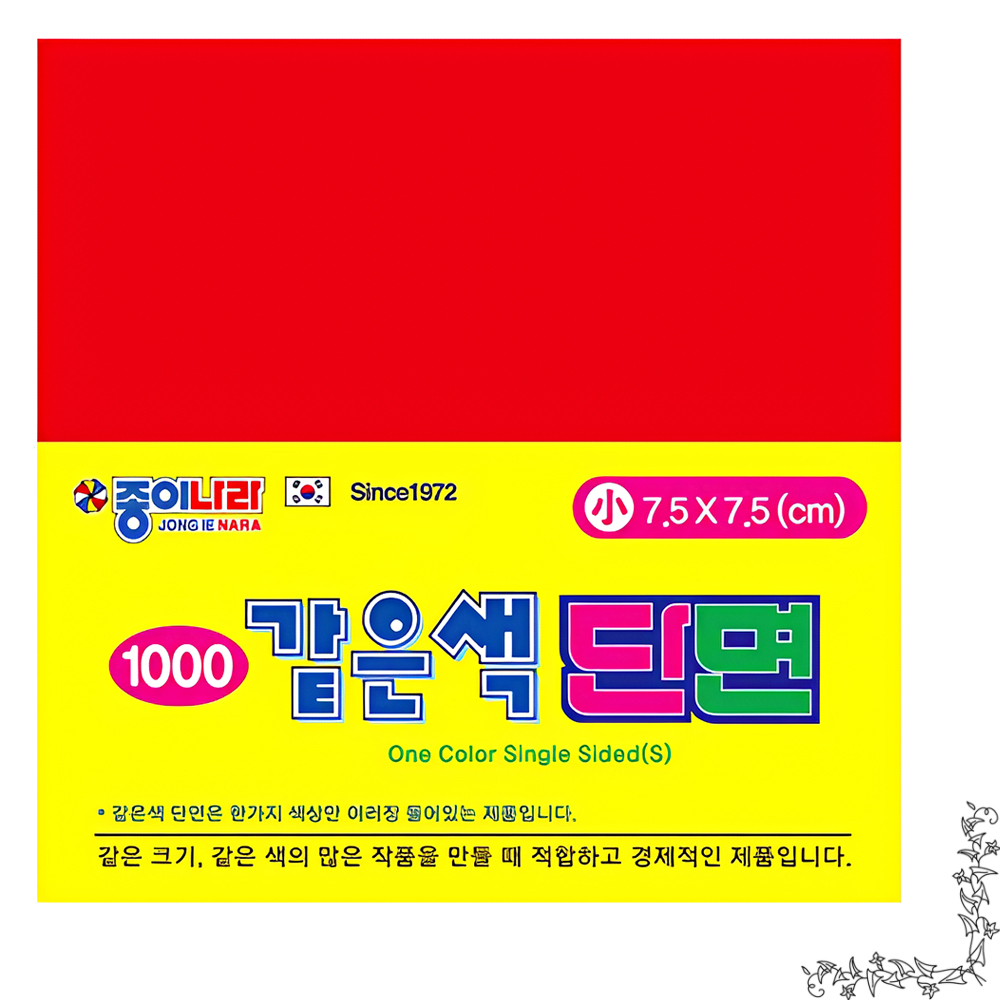 종이나라
JONG IE NARA
Since1972
小 7.5 X 7.5 (cm)
1000 같은색 단면
One Color Single Sided(S)
* 같은색 단면은 한가지 색상만 여러장 들어있는 제품입니다.
같은 크기, 같은 색의 많은 작품을 만들 때 적합하고 경제적인 제품입니다.